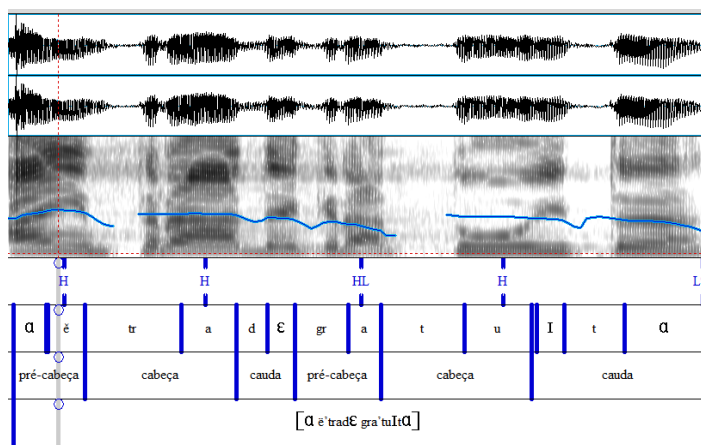 H H HL H L
ɑ ẽ tr a d ɛ gr a t u I t ɑ
pré-cabeça cabeça cauda pré-cabeça cabeça cauda
[ɑ ẽ'tradɛ gra'tuItɑ]